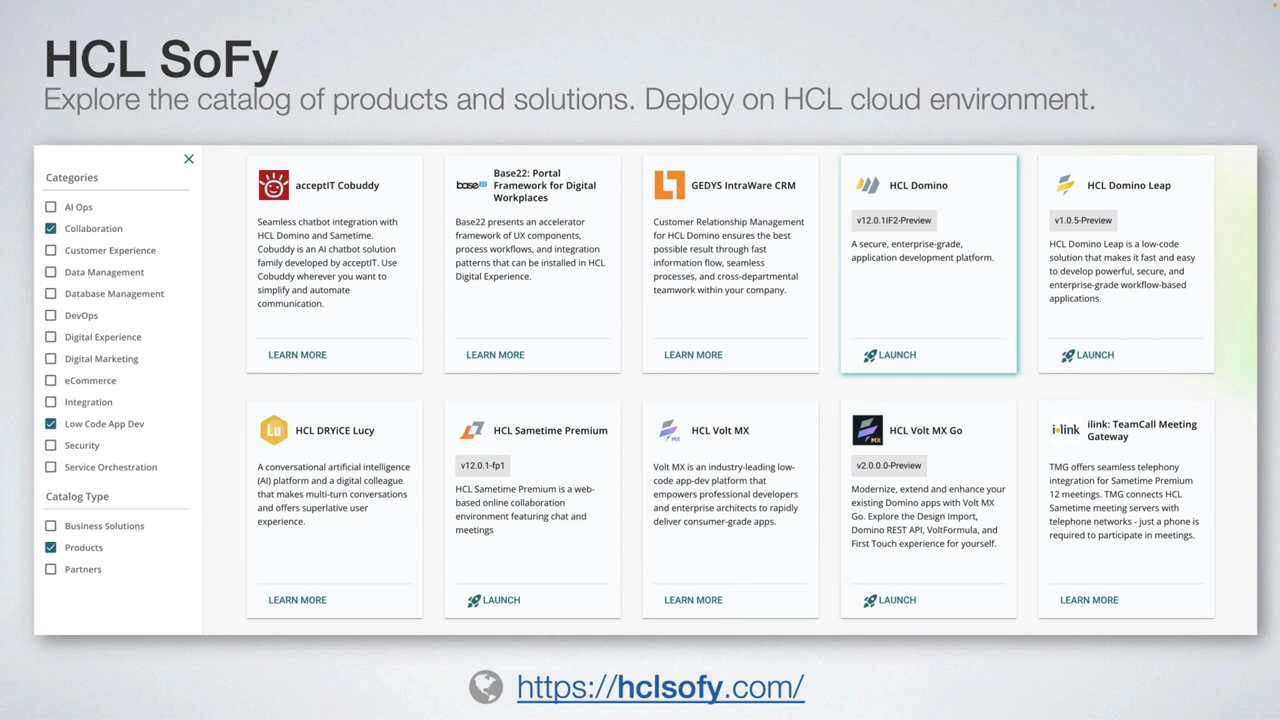 HCL SoFy
Explore the catalog of products and solutions. Deploy on HCL cloud environment.
Categories
AI Ops
Collaboration
Customer Experience
Data Management
Database Management
DevOps
Digital Experience
Digital Marketing
eCommerce
Integration
Low Code App Dev
Security
Service Orchestration
Catalog Type
Business Solutions
Products
Partners
acceptIT Cobuddy
Seamless chatbot integration with
HCL Domino and Sametime.
Cobuddy is an AI chatbot solution
family developed by acceptIT. Use
Cobuddy wherever you want to
simplify and automate
communication.
LEARN MORE
base22
Base22: Portal
Framework for Digital
Workplaces
Base22 presents an accelerator
framework of UX components,
process workflows, and integration
patterns that can be installed in HCL
Digital Experience.
LEARN MORE
GEDYS IntraWare CRM
Customer Relationship Management
for HCL Domino ensures the best
possible result through fast
information flow, seamless
processes, and cross-departmental
teamwork within your company.
LEARN MORE
HCL Domino
v12.0.1IF2-Preview
A secure, enterprise-grade,
application development platform.
LAUNCH
HCL Domino Leap
v1.0.5-Preview
HCL Domino Leap is a low-code
solution that makes it fast and easy
to develop powerful, secure, and
enterprise-grade workflow-based
applications.
LAUNCH
Lu
HCL DRYiCE Lucy
A conversational artificial intelligence
(AI) platform and a digital colleague
that makes multi-turn conversations
and offers superlative user
experience.
LEARN MORE
HCL Sametime Premium
v12.0.1-fp1
HCL Sametime Premium is a web-
based online collaboration
environment featuring chat and
meetings
LAUNCH
MX
HCL Volt MX
Volt MX is an industry-leading low-
code app-dev platform that
empowers professional developers
and enterprise architects to rapidly
deliver consumer-grade apps.
LEARN MORE
MX
HCL Volt MX Go
v2.0.0.0-Preview
Modernize, extend and enhance your
existing Domino apps with Volt MX
Go. Explore the Design Import,
Domino REST API, VoltFormula, and
First Touch experience for yourself.
LAUNCH
i-link
ilink: TeamCall Meeting
Gateway
TMG offers seamless telephony
integration for Sametime Premium
12 meetings. TMG connects HCL
Sametime meeting servers with
telephone networks - just a phone is
required to participate in meetings.
LEARN MORE
https://hclsofy.com/